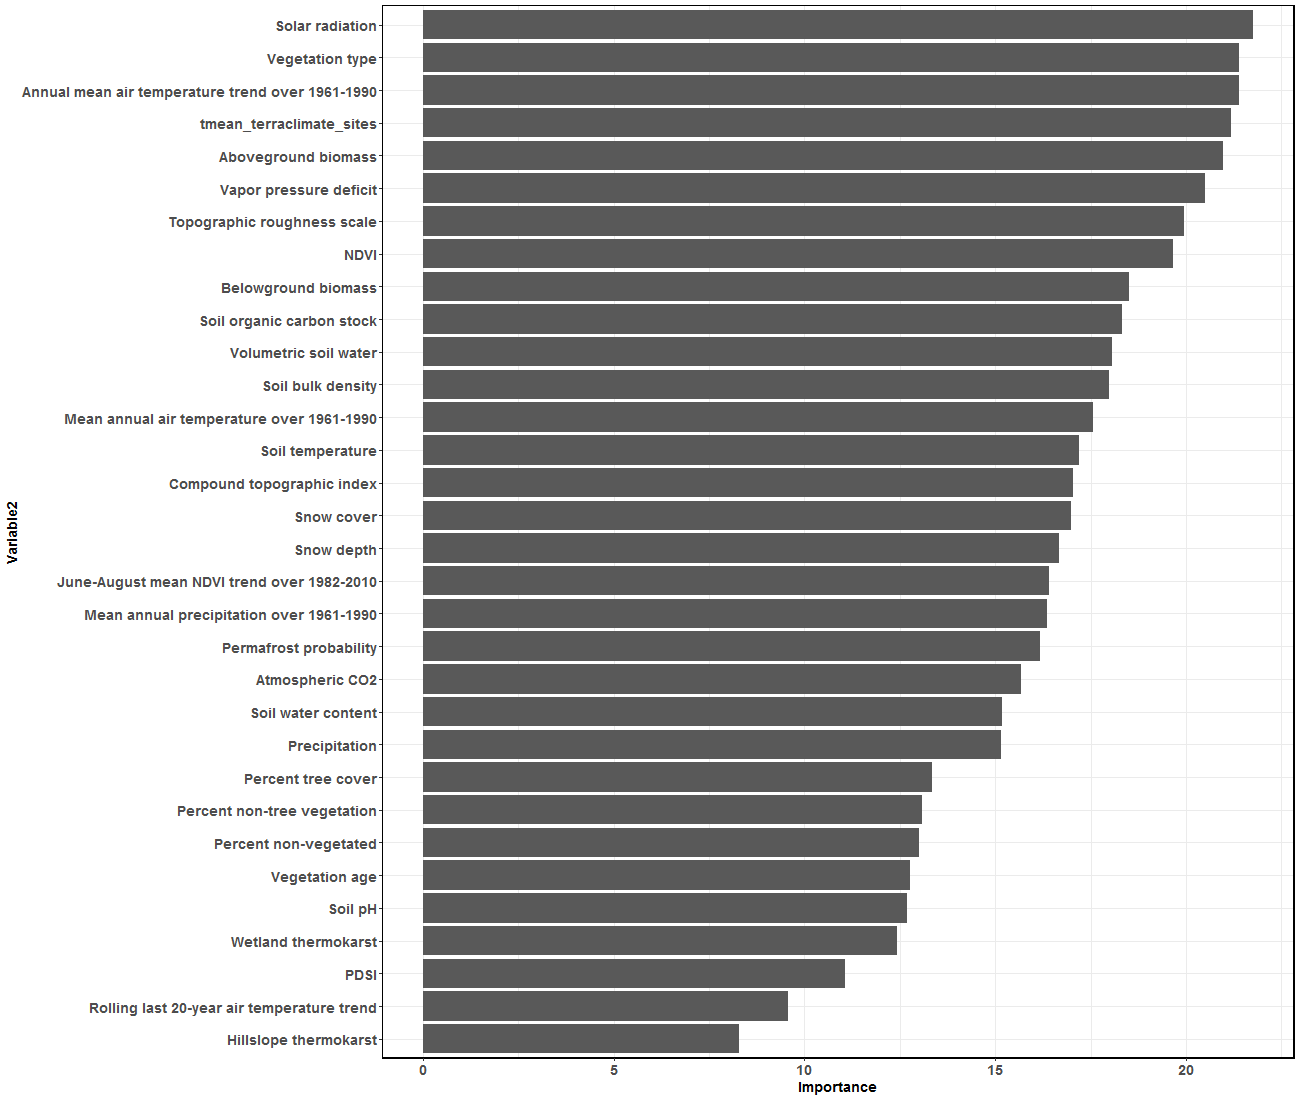 Solar radiation
Vegetation type
Annual mean air temperature trend over 1961-1990
tmean_terraclimate_sites
Aboveground biomass
Vapor pressure deficit
Topographic roughness scale
NDVI
Belowground biomass
Soil organic carbon stock
Volumetric soil water
Soil bulk density
Mean annual air temperature over 1961-1990
Soil temperature
Compound topographic index
Snow cover
Snow depth
June-August mean NDVI trend over 1982-2010
Mean annual precipitation over 1961-1990
Permafrost probability
Atmospheric CO2
Soil water content
Precipitation
Percent tree cover
Percent non-tree vegetation
Percent non-vegetated
Vegetation age
Soil pH
Wetland thermokarst
PDSI
Rolling last 20-year air temperature trend
Hillslope thermokarst
Variable2
0 5 10 15 20
Importance